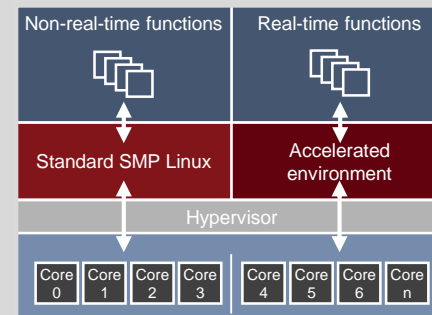 Non-real-time functions
Real-time functions
Standard SMP Linux
Accelerated
environment
Hypervisor
Core
0
Core
1
Core
2
Core
3
Core
4
Core
5
Core
6
Core
n